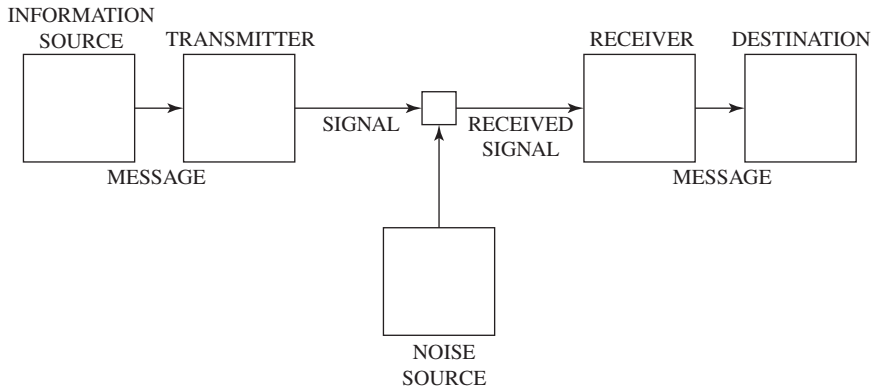 INFORMATION
SOURCE
TRANSMITTER
RECEIVER
DESTINATION
SIGNAL
RECEIVED
SIGNAL
MESSAGE
MESSAGE
NOISE
SOURCE